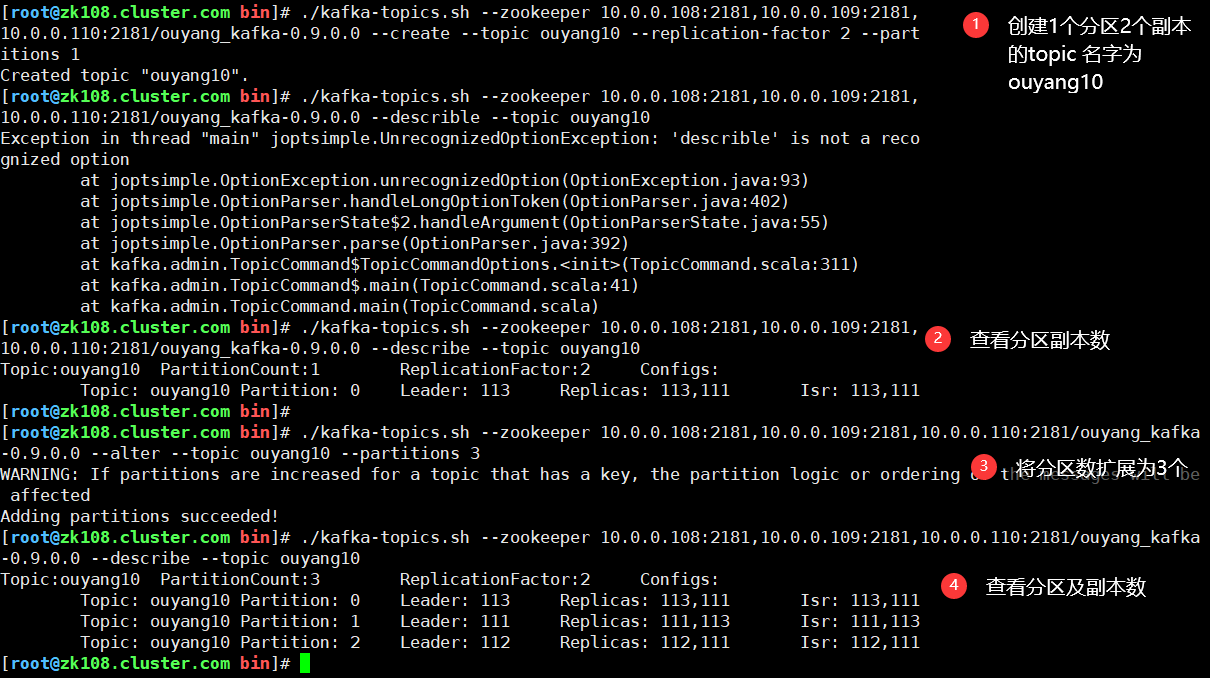 [root@zk108.cluster.com bin]# ./kafka-topics.sh --zookeeper 10.0.0.108:2181,10.0.0.109:2181,
10.0.0.110:2181/ouyang_kafka-0.9.0.0 --create --topic ouyang10 --replication-factor 2 --part
itions 1
Created topic "ouyang10".
1 创建1个分区2个副本
的topic 名字为
ouyang10
[root@zk108.cluster.com bin]# ./kafka-topics.sh --zookeeper 10.0.0.108:2181,10.0.0.109:2181,
10.0.0.110:2181/ouyang_kafka-0.9.0.0 --describle --topic ouyang10
Exception in thread "main" joptsimple.UnrecognizedOptionException: 'describle' is not a reco
gnized option
        at joptsimple.OptionException.unrecognizedOption(OptionException.java:93)
        at joptsimple.OptionParser.handleLongOptionToken(OptionParser.java:402)
        at joptsimple.OptionParserState$2.handleArgument(OptionParserState.java:55)
        at joptsimple.OptionParser.parse(OptionParser.java:392)
        at kafka.admin.TopicCommand$TopicCommandOptions.<init>(TopicCommand.scala:311)
        at kafka.admin.TopicCommand$.main(TopicCommand.scala:41)
        at kafka.admin.TopicCommand.main(TopicCommand.scala)
[root@zk108.cluster.com bin]# ./kafka-topics.sh --zookeeper 10.0.0.108:2181,10.0.0.109:2181,
10.0.0.110:2181/ouyang_kafka-0.9.0.0 --describe --topic ouyang10
2 查看分区副本数
Topic:ouyang10  PartitionCount:1        ReplicationFactor:2     Configs:
        Topic: ouyang10 Partition: 0    Leader: 113     Replicas: 113,111       Isr: 113,111
[root@zk108.cluster.com bin]#
[root@zk108.cluster.com bin]# ./kafka-topics.sh --zookeeper 10.0.0.108:2181,10.0.0.109:2181,10.0.0.110:2181/ouyang_kafka
-0.9.0.0 --alter --topic ouyang10 --partitions 3
WARNING: If partitions are increased for a topic that has a key, the partition logic or ordering of the messages will be
 affected
3 将分区数扩展为3个
Adding partitions succeeded!
[root@zk108.cluster.com bin]# ./kafka-topics.sh --zookeeper 10.0.0.108:2181,10.0.0.109:2181,10.0.0.110:2181/ouyang_kafka
-0.9.0.0 --describe --topic ouyang10
Topic:ouyang10  PartitionCount:3        ReplicationFactor:2     Configs:
4 查看分区及副本数
        Topic: ouyang10 Partition: 0    Leader: 113     Replicas: 113,111       Isr: 113,111
        Topic: ouyang10 Partition: 1    Leader: 111     Replicas: 111,113       Isr: 111,113
        Topic: ouyang10 Partition: 2    Leader: 112     Replicas: 112,111       Isr: 112,111
[root@zk108.cluster.com bin]#